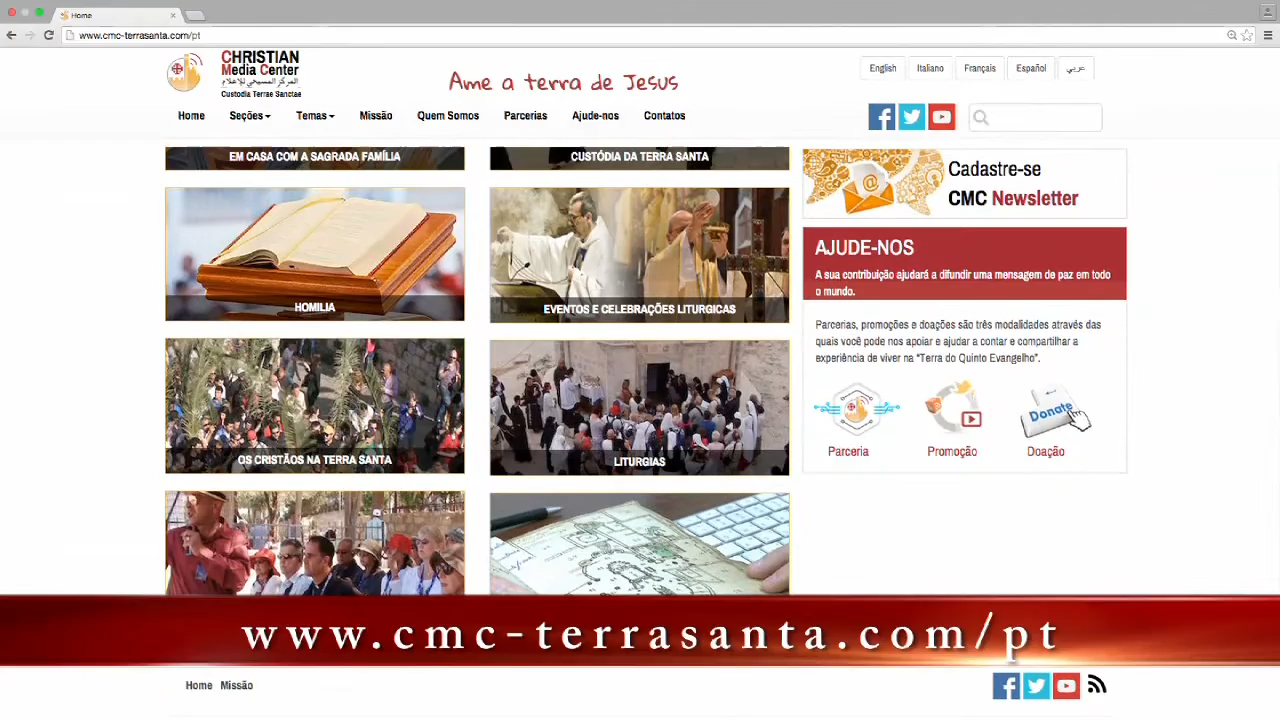 Home
www.cmc-terrasanta.com/pt
CHRISTIAN
Media Center
المركز المسيحي للإعلام
Custodia Terrae Sanctae
Ame a terra de Jesus
English Italiano Français Español عربي
Home Seções Temas Missão Quem Somos Parcerias Ajude-nos Contatos
EM CASA COM A SAGRADA FAMÍLIA
CUSTÓDIA DA TERRA SANTA
HOMILIA
EVENTOS E CELEBRAÇÕES LITURGICAS
OS CRISTÃOS NA TERRA SANTA
LITURGIAS
@
Cadastre-se
CMC Newsletter
AJUDE-NOS
A sua contribuição ajudará a difundir uma mensagem de paz em todo
o mundo.
Parcerias, promoções e doações são três modalidades através das
quais você pode nos apoiar e ajudar a contar e compartilhar a
experiência de viver na “Terra do Quinto Evangelho”.
Donate
Parceria Promoção Doação
www.cmc-terrasanta.com/pt
Home Missão